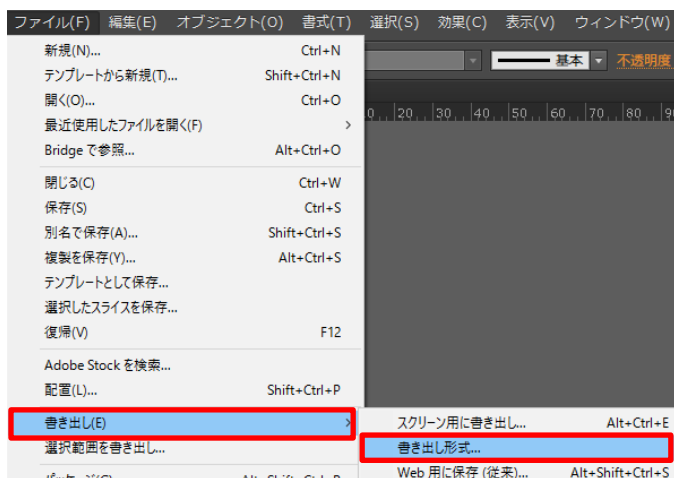 ファイル(F) 編集(E) オブジェクト(O) 書式(T) 選択(S) 効果(C) 表示(V) ウィンドウ(W)
基本 不透明度
新規(N)... Ctrl+N
テンプレートから新規(T)... Shift+Ctrl+N
開く(O)... Ctrl+O
最近使用したファイルを開く(F)
Bridge で参照... Alt+Ctrl+O
20 30 40 50 60 70 80
閉じる(C) Ctrl+W
保存(S) Ctrl+S
別名で保存(A)... Shift+Ctrl+S
複製を保存(Y)... Alt+Ctrl+S
テンプレートとして保存...
選択したスライスを保存...
復帰(V) F12
Adobe Stock を検索...
配置(L)... Shift+Ctrl+P
書き出し(E)
選択範囲を書き出し...
スクリーン用に書き出し... Alt+Ctrl+E
書き出し形式...
Web 用に保存 (従来)... Alt+Shift+Ctrl+S